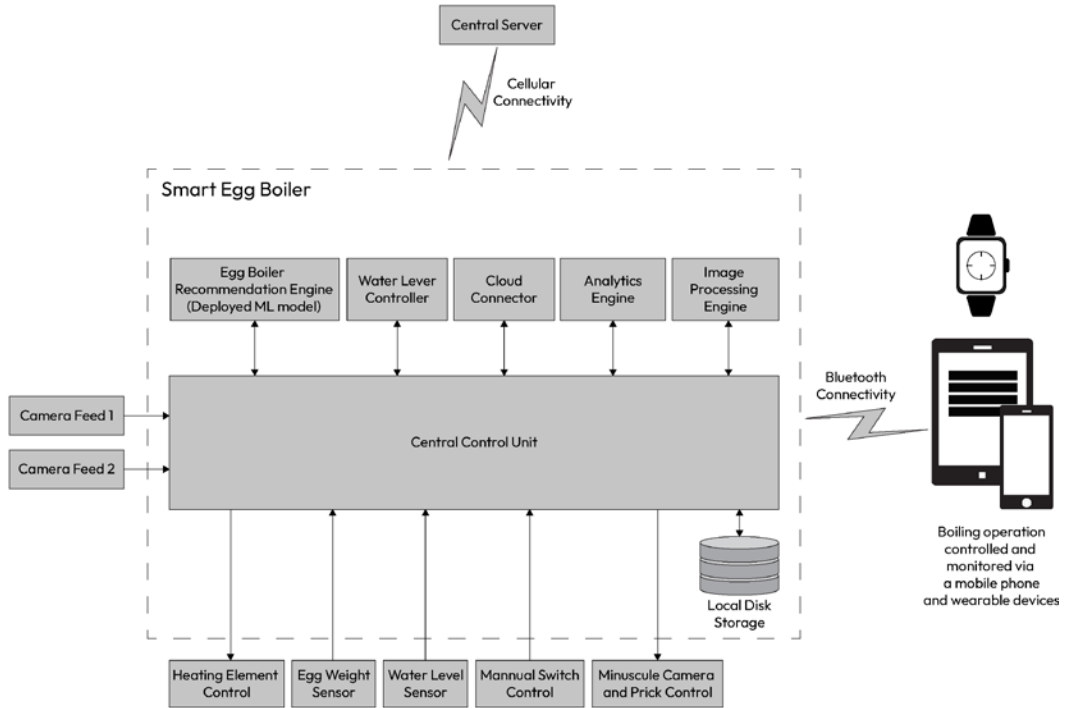 Central Server
Cellular
Connectivity
Smart Egg Boiler
Egg Boiler
Recommendation Engine
(Deployed ML model)
Water Lever
Controller
Cloud
Connector
Analytics
Engine
Image
Processing
Engine
Camera Feed 1
Camera Feed 2
Central Control Unit
Bluetooth
Connectivity
Boiling operation
controlled and
monitored via
a mobile phone
and wearable devices
Local Disk
Storage
Heating Element
Control
Egg Weight
Sensor
Water Level
Sensor
Mannual Switch
Control
Minuscule Camera
and Prick Control